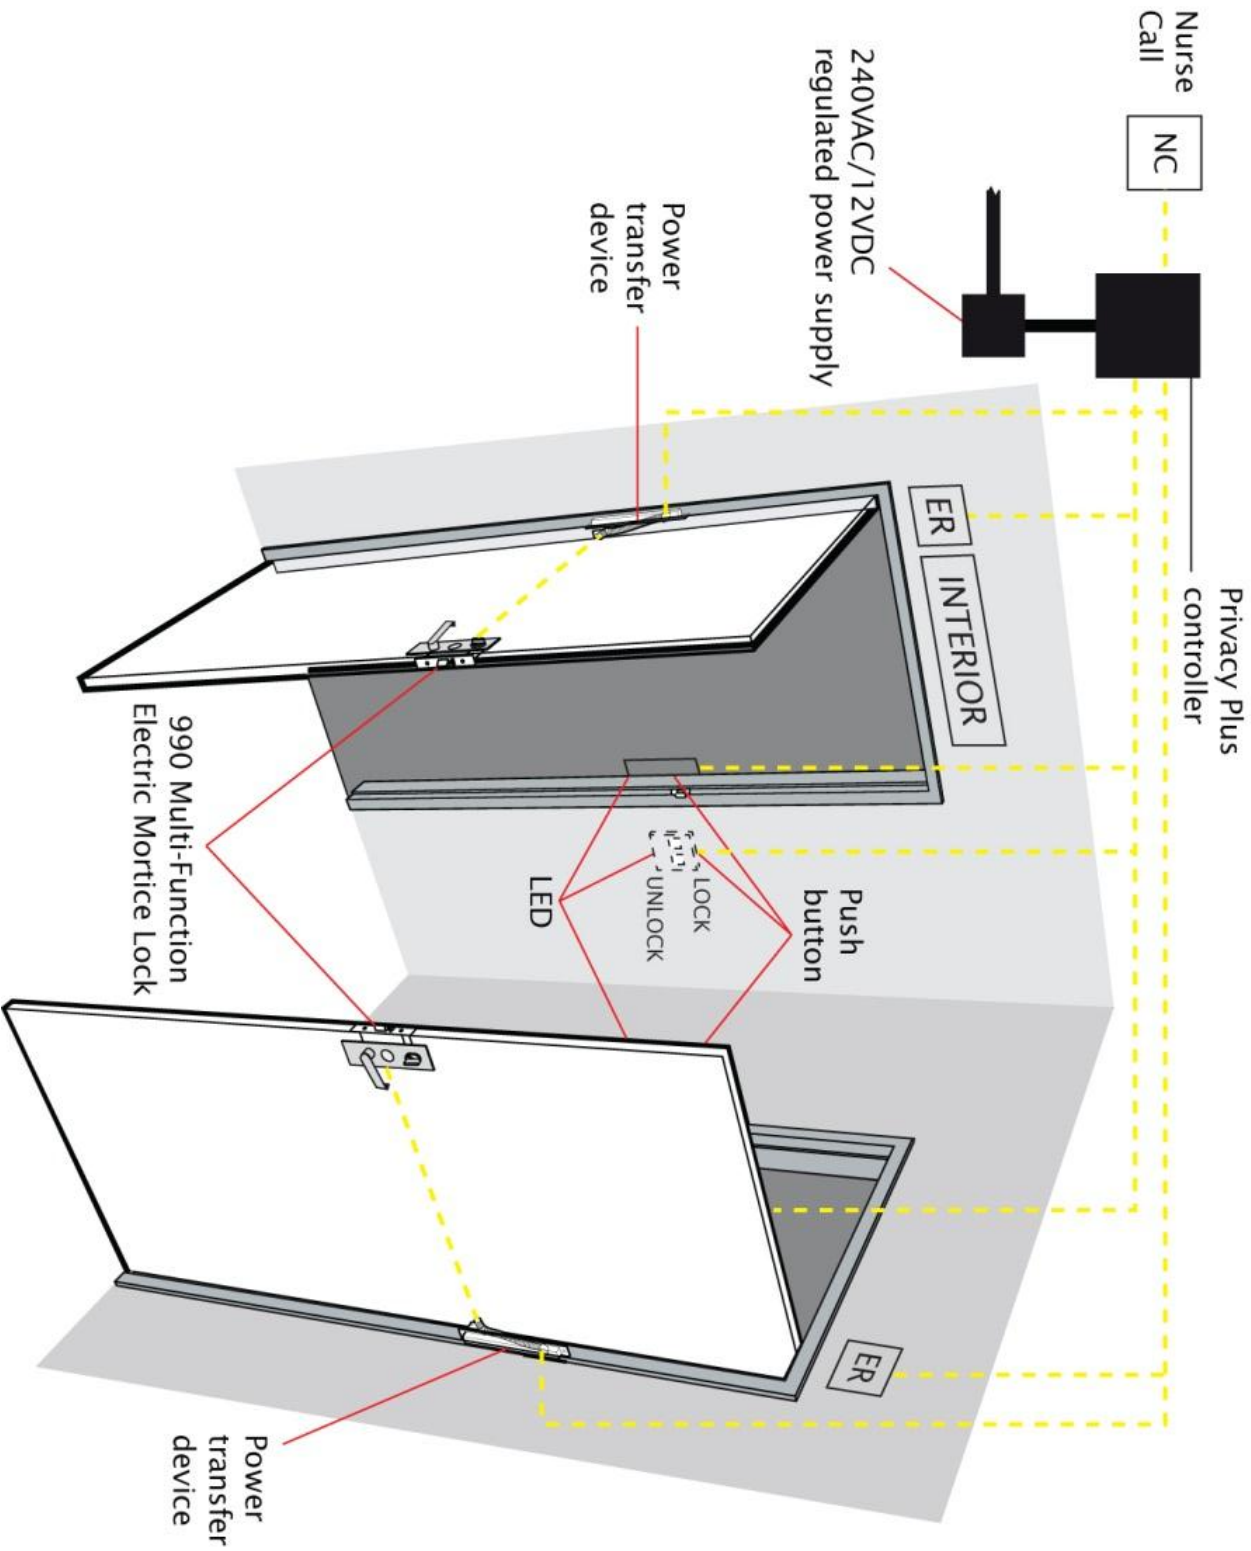 Nurse
Call
NC
Privacy Plus
controller
240VAC/12VDC
regulated power supply
ER
INTERIOR
Power
transfer
device
Push
button
LOCK
UNLOCK
LED
ER
990 Multi-Function
Electric Mortice Lock
Power
transfer
device